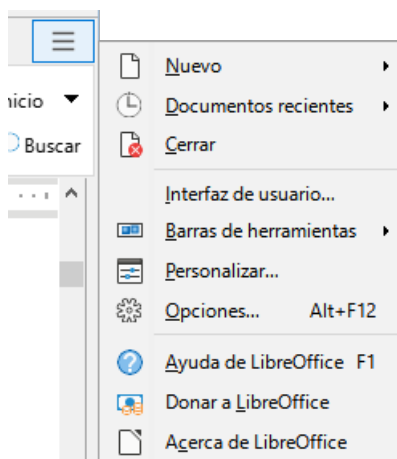 nicio
Buscar
Nuevo
Documentos recientes
Cerrar
Interfaz de usuario...
Barras de herramientas
Personalizar...
Opciones... Alt+F12
Ayuda de LibreOffice F1
Donar a LibreOffice
Acerca de LibreOffice